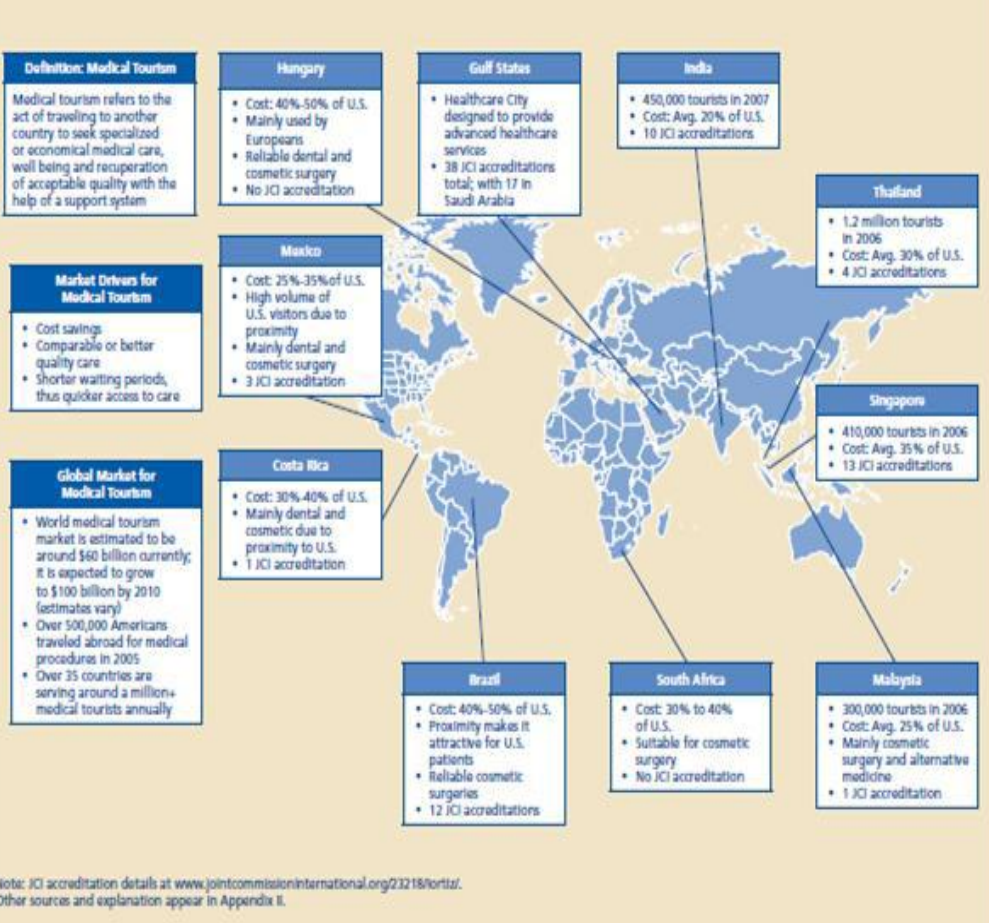 Definition: Medical Tourism
Medical tourism refers to the
act of traveling to another
country to seek specialized
or economical medical care,
well being and recuperation
of acceptable quality with the
help of a support system
Market Drivers for
Medical Tourism
• Cost savings
• Comparable or better
quality care
• Shorter waiting periods,
thus quicker access to care
Global Market for
Medical Tourism
• World medical tourism
market is estimated to be
around $60 billion currently;
it is expected to grow
to $100 billion by 2010
(estimates vary)
• Over 500,000 Americans
traveled abroad for medical
procedures in 2005
• Over 35 countries are
serving around a million+
medical tourists annually
Hungary
• Cost: 40%-50% of U.S.
• Mainly used by
Europeans
• Reliable dental and
cosmetic surgery
• No JCI accreditation
Mexico
• Cost: 25%-35%of U.S.
• High volume of
U.S. visitors due to
proximity
• Mainly dental and
cosmetic surgery
• 3 JCI accreditation
Costa Rica
• Cost: 30%-40% of U.S.
• Mainly dental and
cosmetic due to
proximity to U.S.
• 1 JCI accreditation
Gulf States
• Healthcare City
designed to provide
advanced healthcare
services
• 38 JCI accreditations
total; with 17 in
Saudi Arabia
India
• 450,000 tourists in 2007
• Cost: Avg. 20% of U.S.
• 10 JCI accreditations
Thailand
• 1.2 million tourists
in 2006
• Cost: Avg. 30% of U.S.
• 4 JCI accreditations
Singapore
• 410,000 tourists in 2006
• Cost: Avg. 35% of U.S.
• 13 JCI accreditations
Brazil
• Cost: 40%-50% of U.S.
• Proximity makes it
attractive for U.S.
patients
• Reliable cosmetic
surgeries
• 12 JCI accreditations
South Africa
• Cost: 30% to 40%
of U.S.
• Suitable for cosmetic
surgery
• No JCI accreditation
Malaysia
• 300,000 tourists in 2006
• Cost: Avg. 25% of U.S.
• Mainly cosmetic
surgery and alternative
medicine
• 1 JCI accreditation
ote: JCI accreditation details at www.jointcommissioninternational.org/23218/iortiz/.
Other sources and explanation appear in Appendix II.